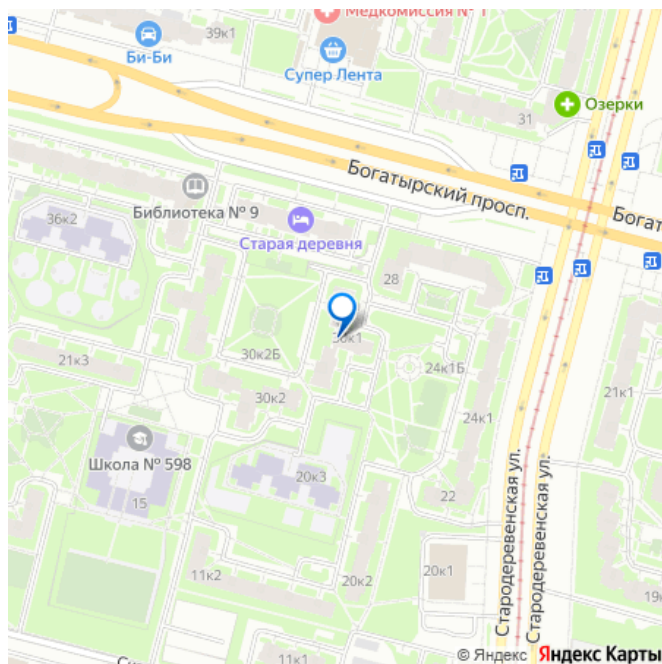 Медкомиссия № 1
39к1
Би-Би
Супер Лента
Озерки
31
Богатырский просп.
Библиотека № 9
36к2
Старая деревня
28
30к1
21к3
30к2Б
24к1Б
30к2
24к1
21к1
Школа № 598
15
20к3
22
Стародеревенская ул.
Стародеревенская ул.
11к2
20к2
20к1
11к1
© Яндекс
Яндекс Карты